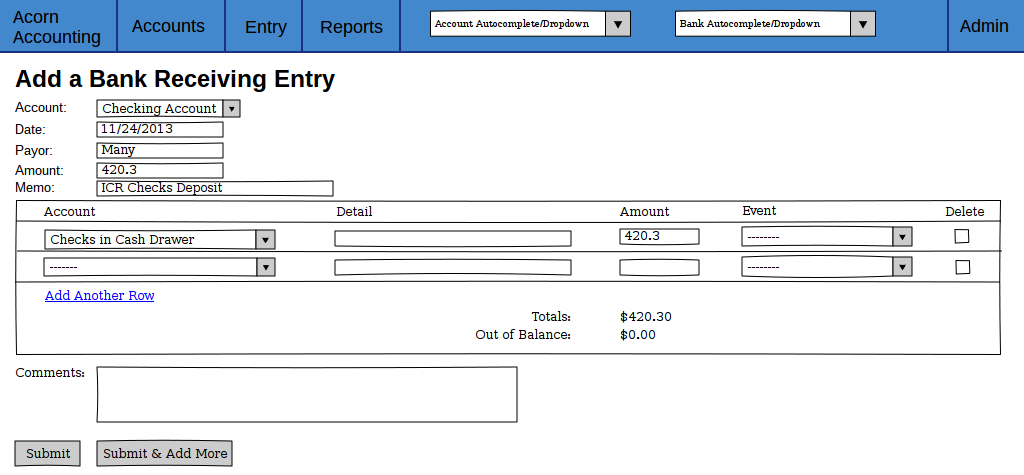 Acorn
Accounting
Accounts
Entry
Reports
Account Autocomplete/Dropdown
Bank Autocomplete/Dropdown
Admin
Add a Bank Receiving Entry
Account: Checking Account
Date: 11/24/2013
Payor: Many
Amount: 420.3
Memo: ICR Checks Deposit
Account Detail Amount Event Delete
Checks in Cash Drawer 420.3 --------
------- --------
Add Another Row
Totals: $420.30
Out of Balance: $0.00
Comments:
Submit Submit & Add More